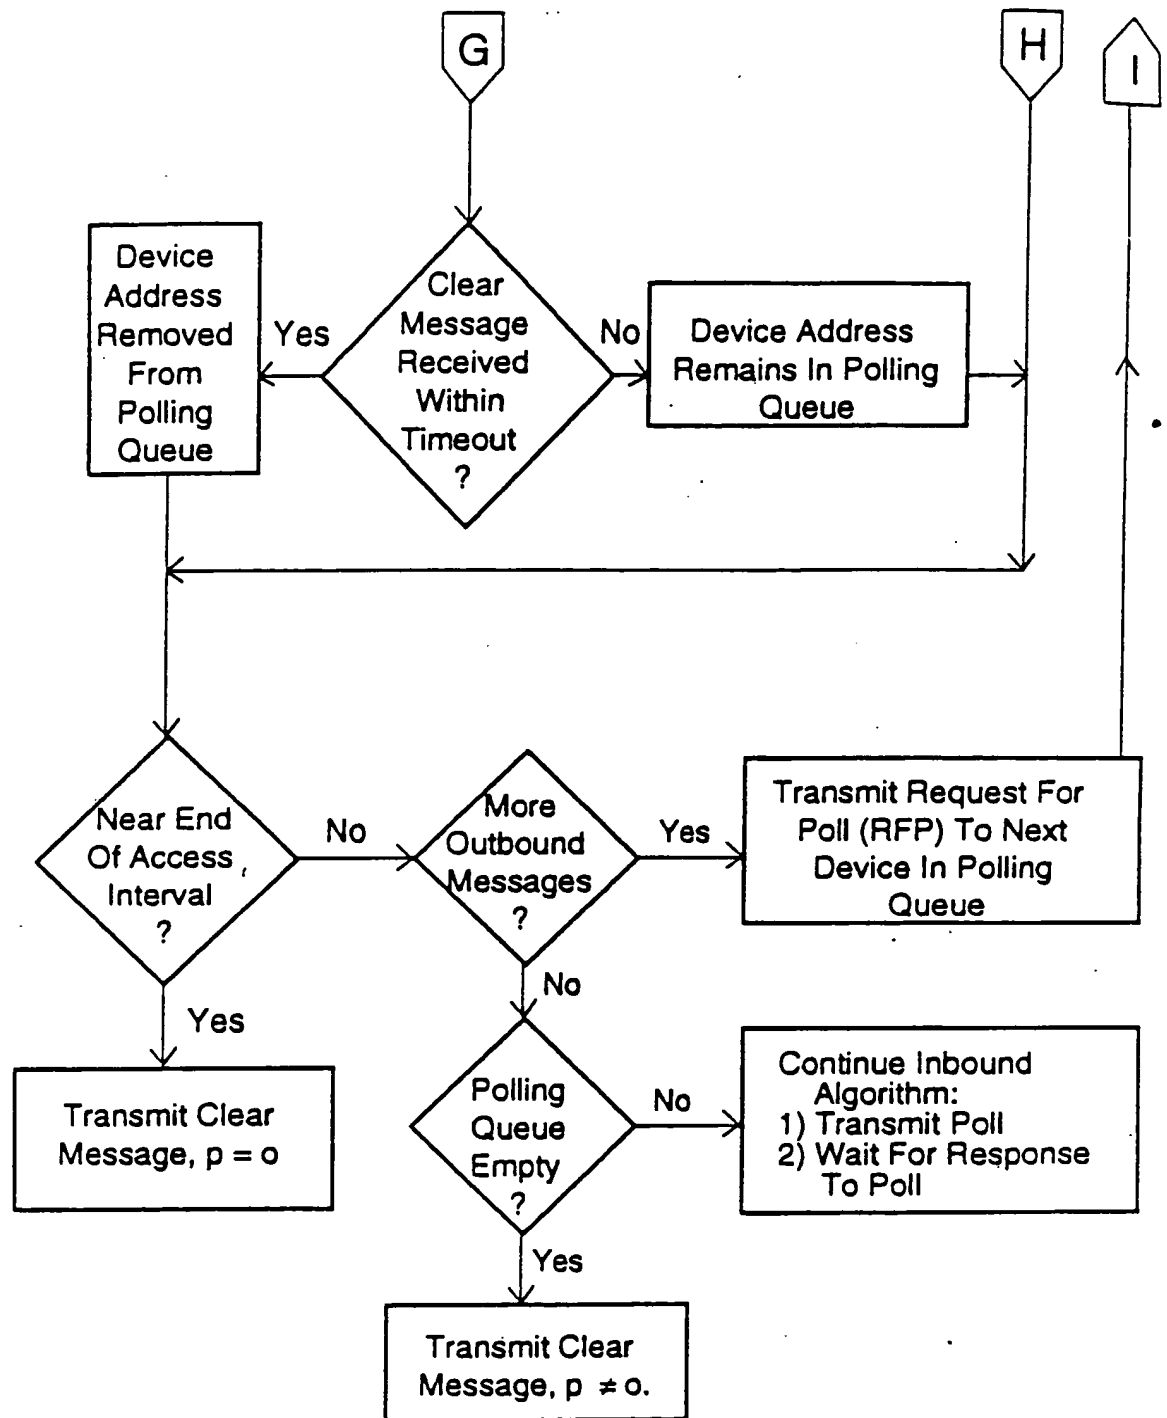 G
H
I
Device
Address
Removed
From
Polling
Queue
Yes
Clear
Message
Received
Within
Timeout
?
No
Device Address
Remains In Polling
Queue
Near End
Of Access
Interval
?
No
More
Outbound
Messages
?
Yes
Transmit Request For
Poll (RFP) To Next
Device In Polling
Queue
Yes
No
Transmit Clear
Message, p = o
Polling
Queue
Empty
?
No
Continue Inbound
Algorithm:
1) Transmit Poll
2) Wait For Response
To Poll
Yes
Transmit Clear
Message, p ≠ o.